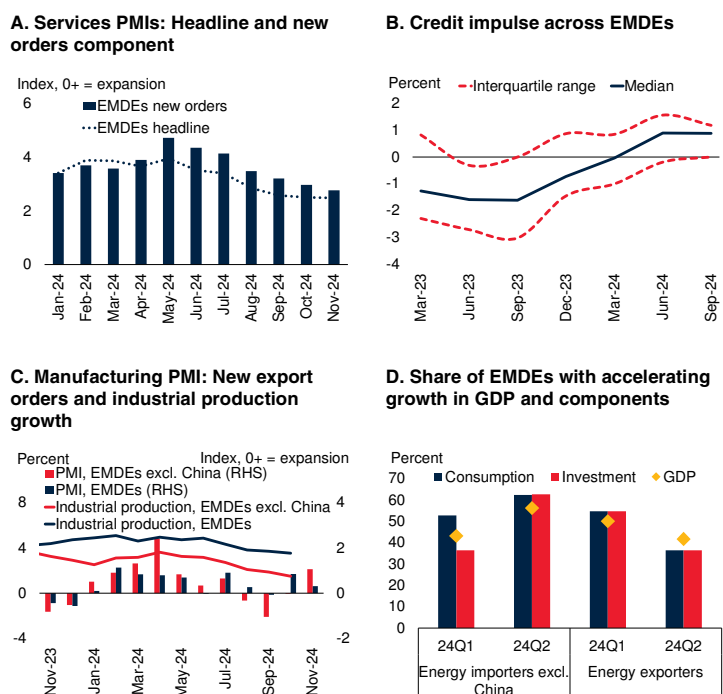 A. Services PMIs: Headline and new
orders component
Index, 0+ = expansion
6
EMDEs new orders
EMDEs headline
4
2
0
Jan-24
Feb-24
Mar-24
Apr-24
May-24
Jun-24
Jul-24
Aug-24
Sep-24
Oct-24
Nov-24
B. Credit impulse across EMDEs
Percent
Interquartile range
Median
2
1
0
-1
-2
-3
-4
Mar-23
Jun-23
Sep-23
Dec-23
Mar-24
Jun-24
Sep-24
C. Manufacturing PMI: New export
orders and industrial production
growth
Percent
Index, 0+ = expansion
PMI, EMDEs excl. China (RHS)
PMI, EMDEs (RHS)
Industrial production, EMDEs excl. China
Industrial production, EMDEs
8
4
0
-4
4
2
0
-2
Nov-23
Jan-24
Mar-24
May-24
Jul-24
Sep-24
Nov-24
D. Share of EMDEs with accelerating
growth in GDP and components
Percent
Consumption
Investment
GDP
70
60
50
40
30
20
10
0
24Q1
24Q2
24Q1
24Q2
Energy importers excl.
China
Energy exporters